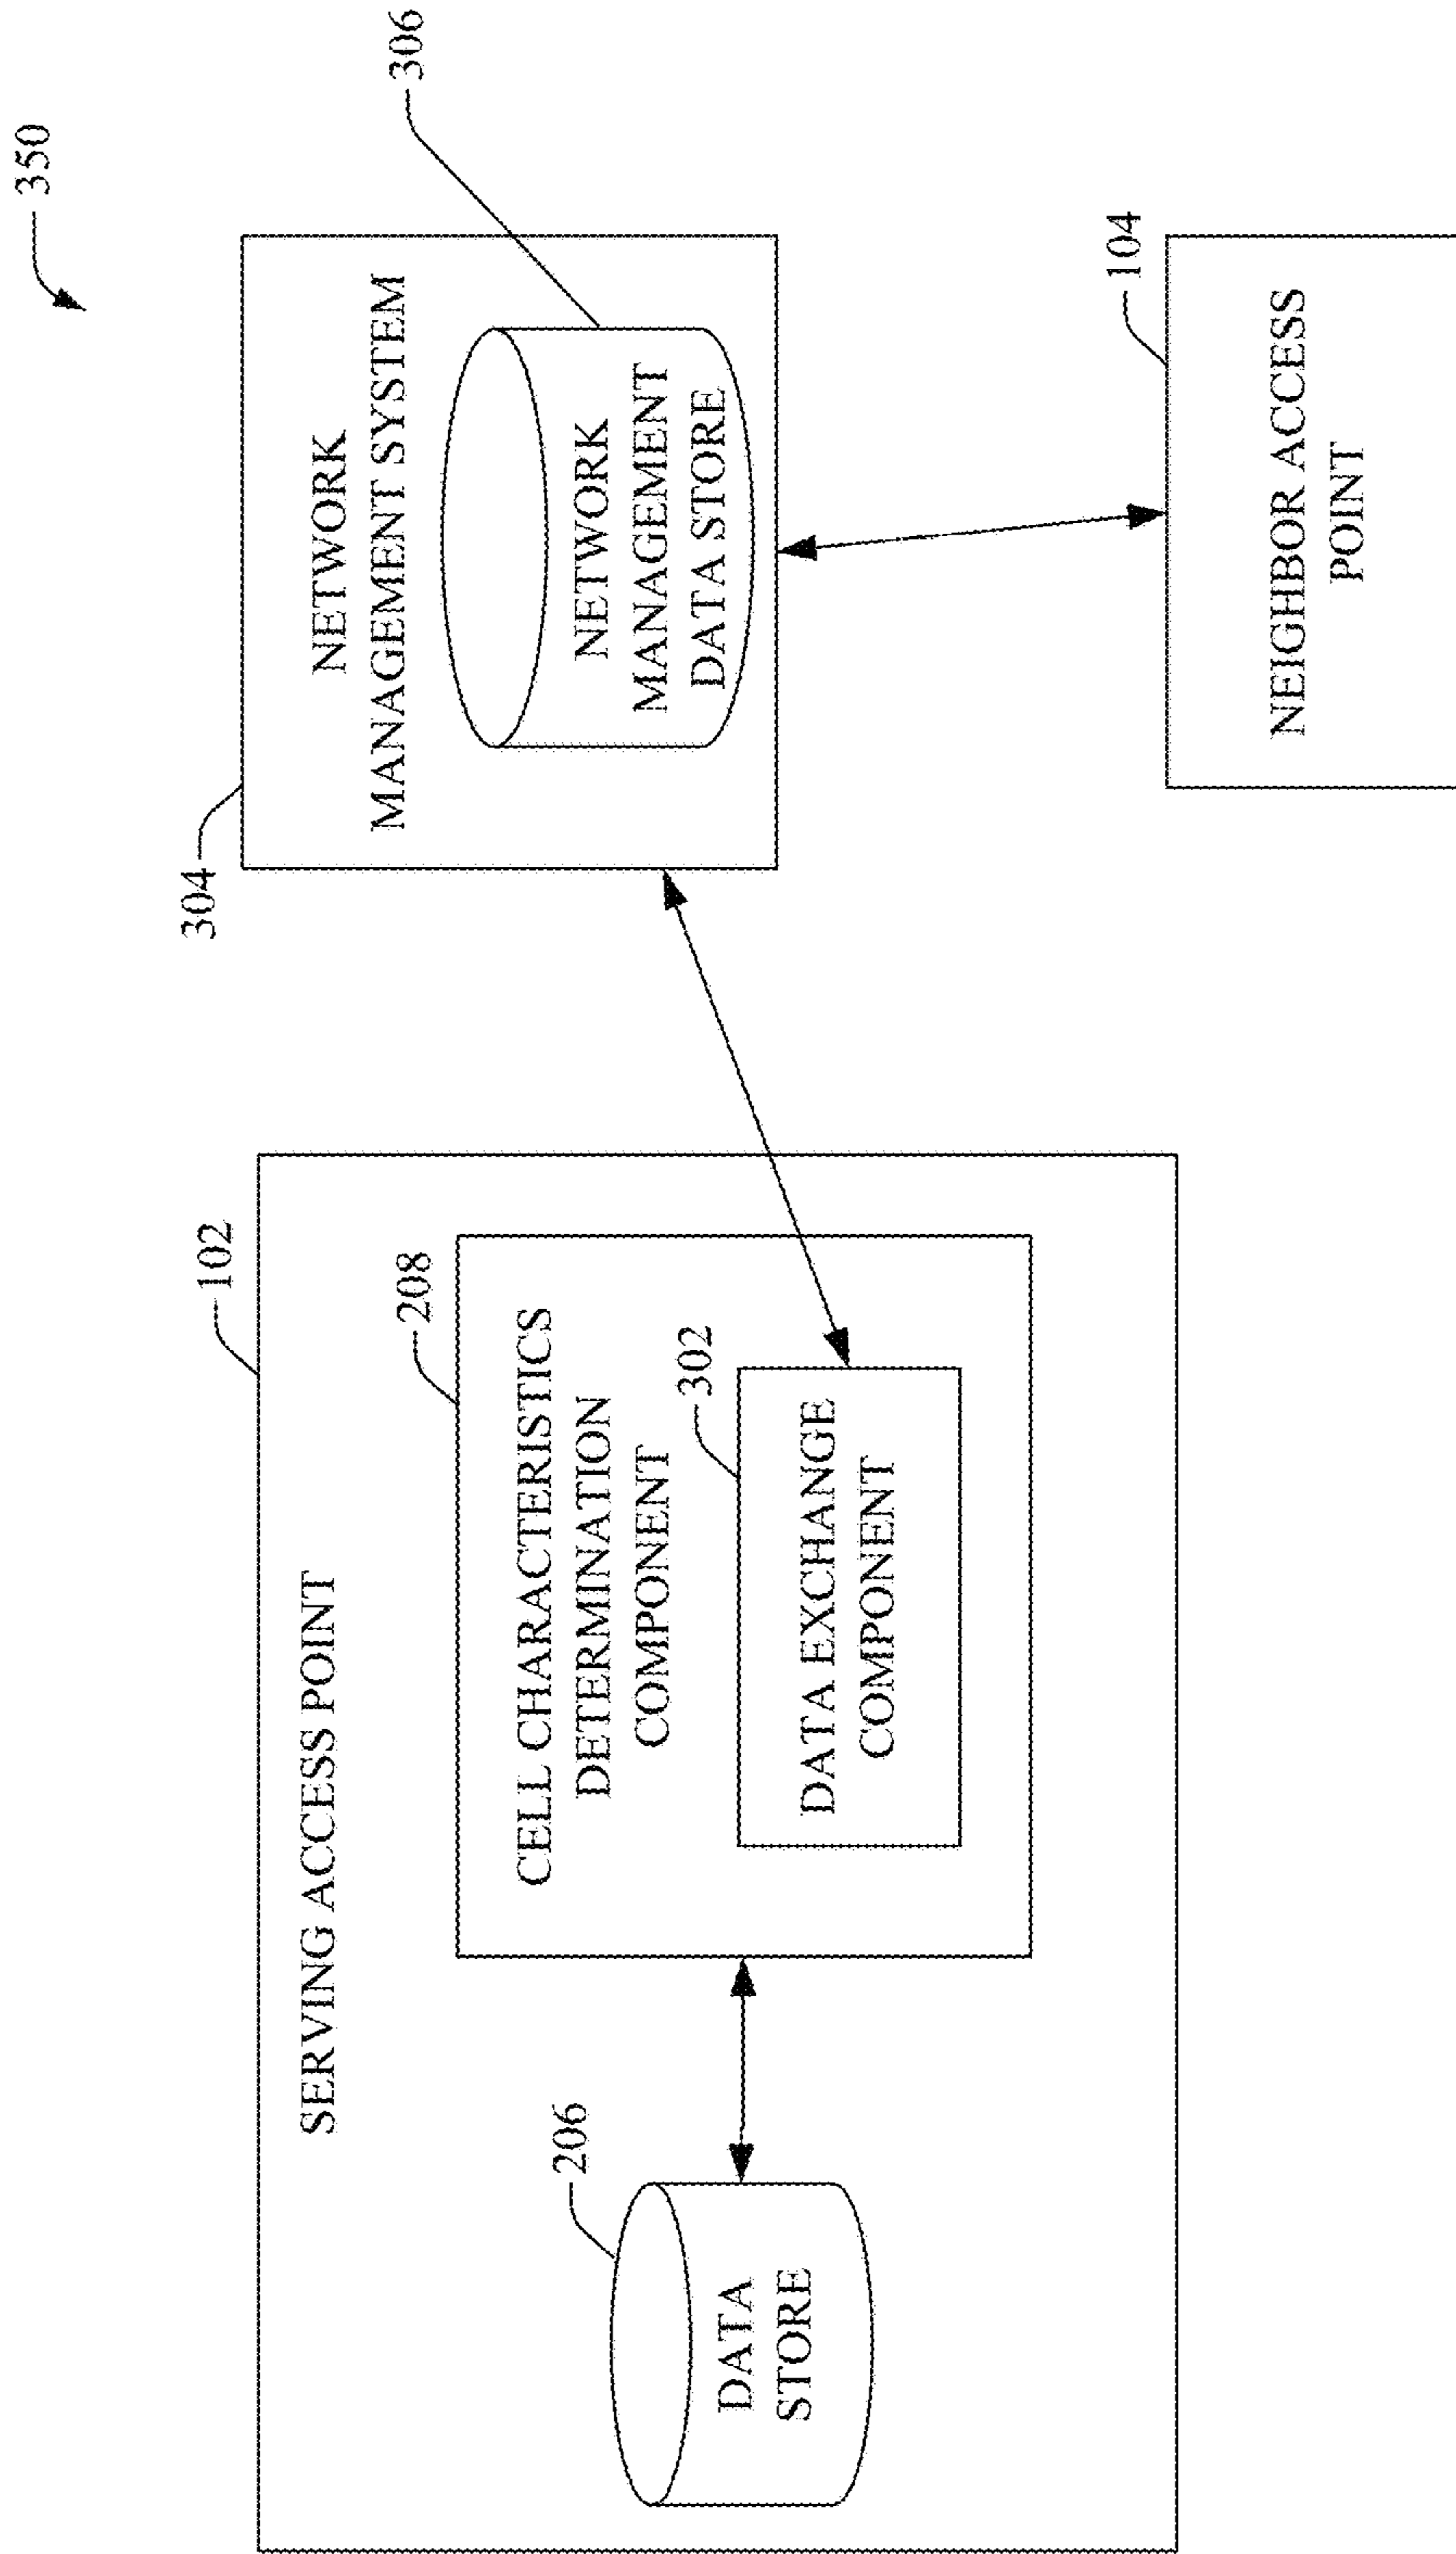 350
306
304
NETWORK
MANAGEMENT SYSTEM
NETWORK
MANAGEMENT
DATA STORE
104
NEIGHBOR ACCESS
POINT
102
SERVING ACCESS POINT
208
CELL CHARACTERISTICS
DETERMINATION
COMPONENT
302
DATA EXCHANGE
COMPONENT
206
DATA
STORE